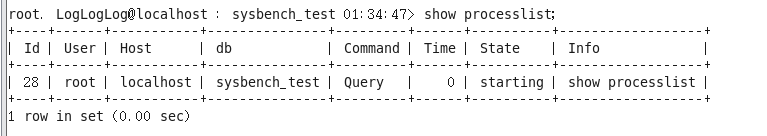 root. LogLogLog@localhost : sysbench_test 01:34:47> show processlist;
+----+------+-----------+---------------+---------+------+----------+------------------+
| Id | User | Host      | db            | Command | Time | State    | Info             |
+----+------+-----------+---------------+---------+------+----------+------------------+
| 28 | root | localhost | sysbench_test | Query   |    0 | starting | show processlist |
+----+------+-----------+---------------+---------+------+----------+------------------+
1 row in set (0.00 sec)